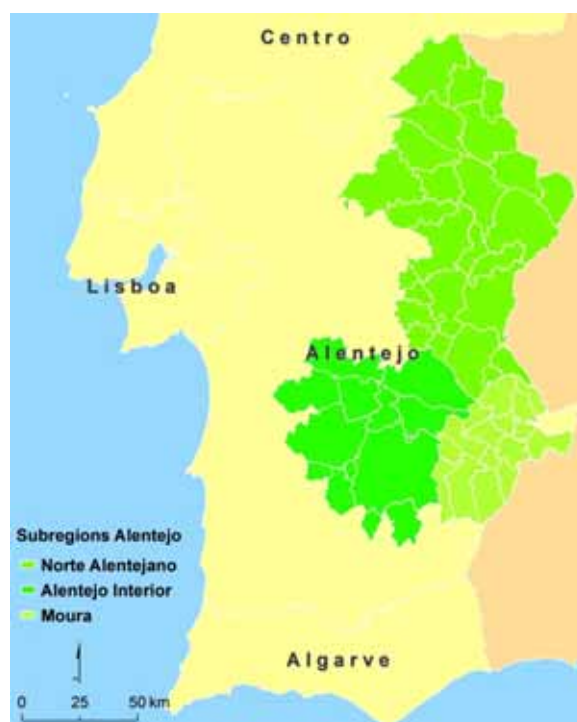 Centro
Lisboa
Alentejo
Subregions Alentejo
Norte Alentejano
Alentejo Interior
Moura
Algarve
0 25 50 km